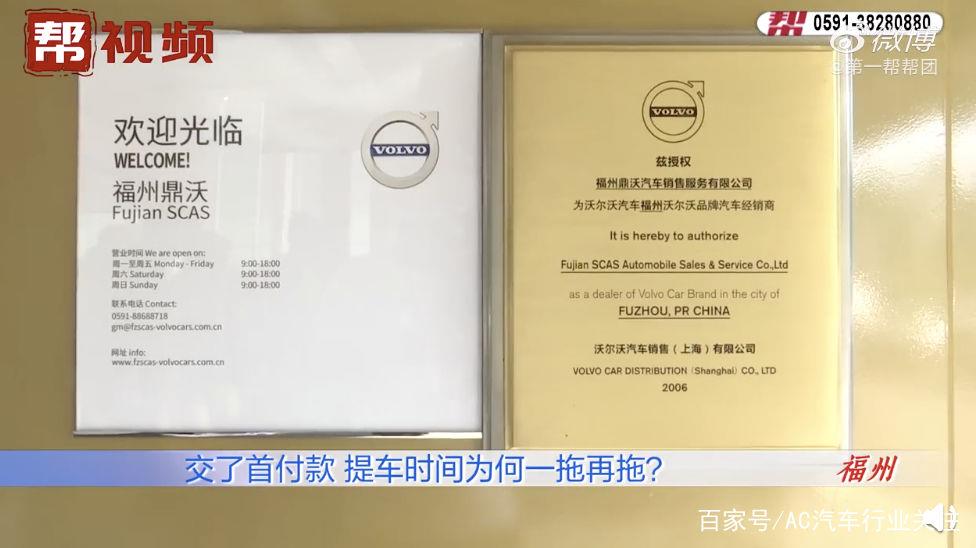 帮视频
帮 0591-38280880
微博
@第一帮帮团
欢迎光临
WELCOME!
福州鼎沃
Fujian SCAS
VOLVO
营业时间 We are open on:
周一至周五 Monday - Friday 9:00-18:00
周六 Saturday 9:00-18:00
周日 Sunday 9:00-18:00
联系电话 Contact:
0591-88688718
gm@fzscas-volvocars.com.cn
网址 info:
www.fzscas-volvocars.com.cn
VOLVO
兹授权
福州鼎沃汽车销售服务有限公司
为沃尔沃汽车福州沃尔沃品牌汽车经销商
It is hereby to authorize
Fujian SCAS Automobile Sales & Service Co.,Ltd
as a dealer of Volvo Car Brand in the city of
FUZHOU, PR CHINA
沃尔沃汽车销售（上海）有限公司
VOLVO CAR DISTRIBUTION (Shanghai) CO., LTD
2006
交了首付款 提车时间为何一拖再拖?
福州
百家号/AC汽车行业关注